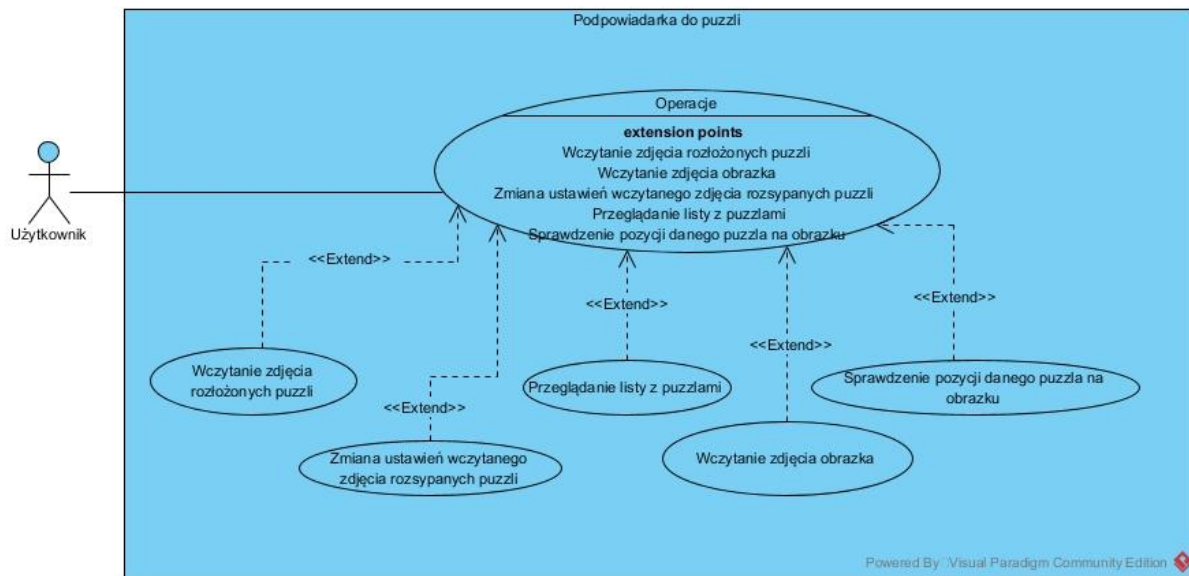 Podpowiadarka do puzzli
Operacje
extension points
Wczytanie zdjęcia rozłożonych puzzli
Wczytanie zdjęcia obrazka
Zmiana ustawień wczytanego zdjęcia rozsypanych puzzli
Przeglądanie listy z puzzlami
Sprawdzenie pozycji danego puzzla na obrazku
Użytkownik
<<Extend>>
<<Extend>>
<<Extend>>
<<Extend>>
<<Extend>>
Wczytanie zdjęcia
rozłożonych puzzli
Przeglądanie listy z puzzlami
Sprawdzenie pozycji danego puzzla na
obrazku
Zmiana ustawień wczytanego
zdjęcia rozsypanych puzzli
Wczytanie zdjęcia obrazka
Powered By Visual Paradigm Community Edition